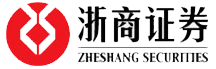 浙商证券
ZHESHANG SECURITIES